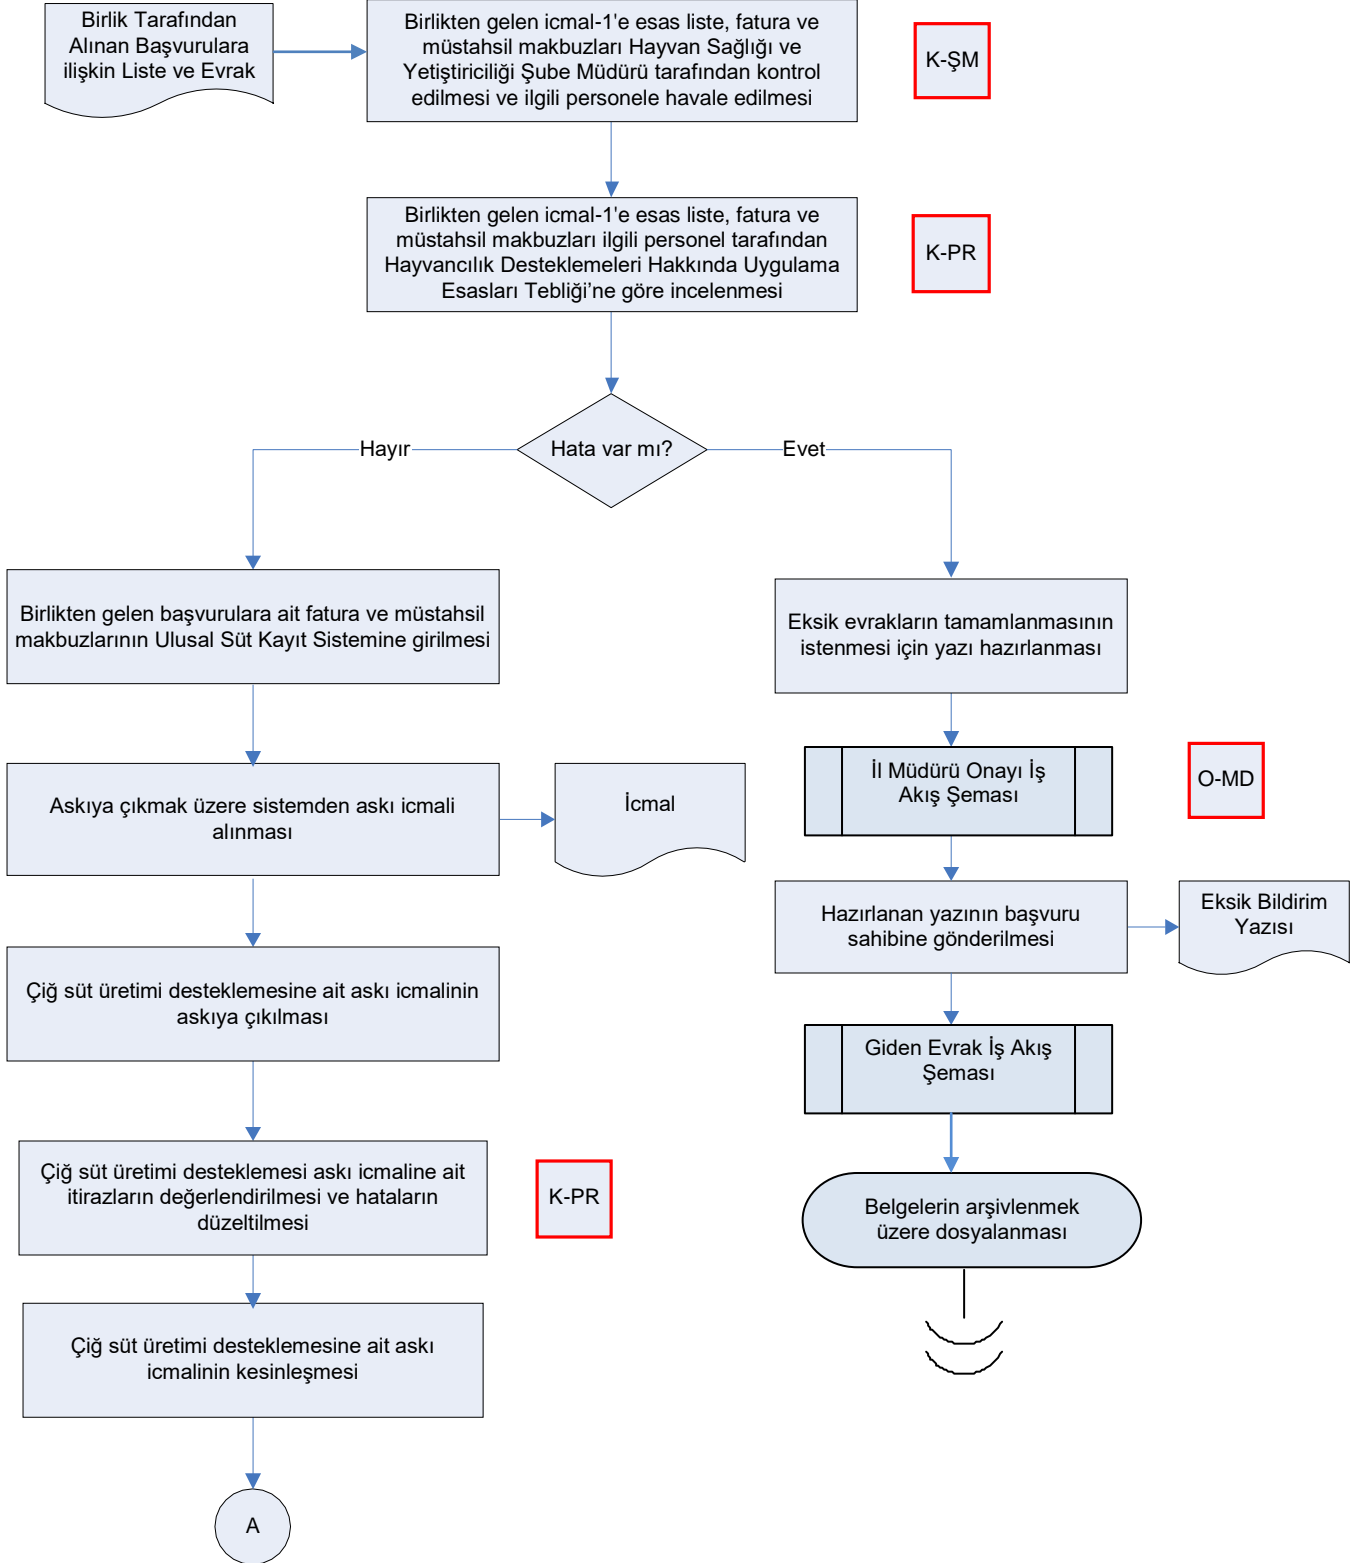 Birlik Tarafından
Alınan Başvurulara
ilişkin Liste ve Evrak
Birlikten gelen icmal-1'e esas liste, fatura ve
müstahsil makbuzları Hayvan Sağlığı ve
Yetiştiriciliği Şube Müdürü tarafından kontrol
edilmesi ve ilgili personele havale edilmesi
K-ŞM
Birlikten gelen icmal-1'e esas liste, fatura ve
müstahsil makbuzları ilgili personel tarafından
Hayvancılık Desteklemeleri Hakkında Uygulama
Esasları Tebliği’ne göre incelenmesi
K-PR
Hata var mı?
Hayır
Evet
Birlikten gelen başvurulara ait fatura ve müstahsil
makbuzlarının Ulusal Süt Kayıt Sistemine girilmesi
Eksik evrakların tamamlanmasının
istenmesi için yazı hazırlanması
Askıya çıkmak üzere sistemden askı icmali
alınması
İcmal
İl Müdürü Onayı İş
Akış Şeması
O-MD
Hazırlanan yazının başvuru
sahibine gönderilmesi
Eksik Bildirim
Yazısı
Çiğ süt üretimi desteklemesine ait askı icmalinin
askıya çıkılması
Giden Evrak İş Akış
Şeması
Çiğ süt üretimi desteklemesi askı icmaline ait
itirazların değerlendirilmesi ve hataların
düzeltilmesi
K-PR
Belgelerin arşivlenmek
üzere dosyalanması
Çiğ süt üretimi desteklemesine ait askı
icmalinin kesinleşmesi
A